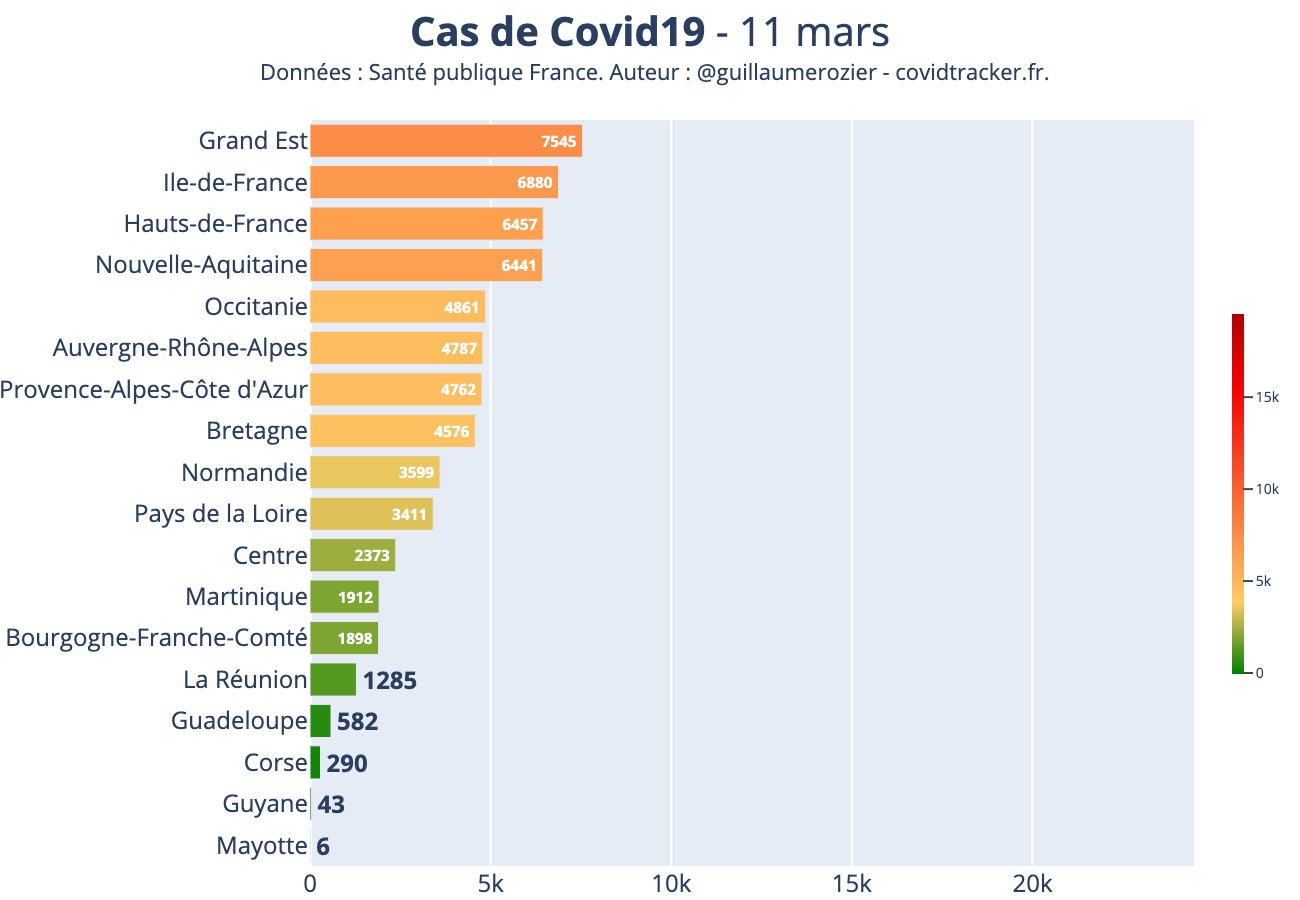 Cas de Covid19 - 11 mars
Données : Santé publique France. Auteur : @guillaumerozier - covidtracker.fr.
Grand Est 7545
Ile-de-France 6880
Hauts-de-France 6457
Nouvelle-Aquitaine 6441
Occitanie 4861
Auvergne-Rhône-Alpes 4787
Provence-Alpes-Côte d'Azur 4762
Bretagne 4576
Normandie 3599
Pays de la Loire 3411
Centre 2373
Martinique 1912
Bourgogne-Franche-Comté 1898
La Réunion 1285
Guadeloupe 582
Corse 290
Guyane 43
Mayotte 6
0 5k 10k 15k 20k
15k
10k
5k
0